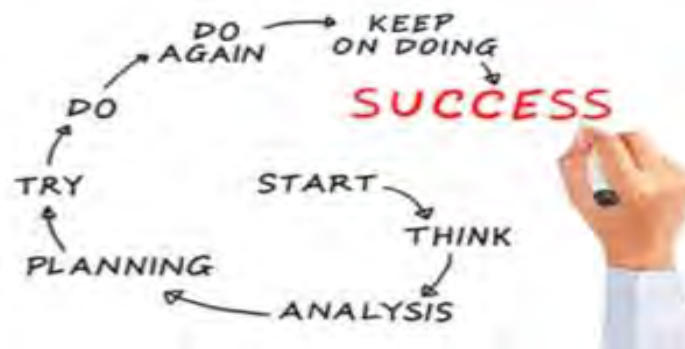 START
THINK
ANALYSIS
PLANNING
TRY
DO
DO
AGAIN
KEEP
ON DOING
SUCCESS